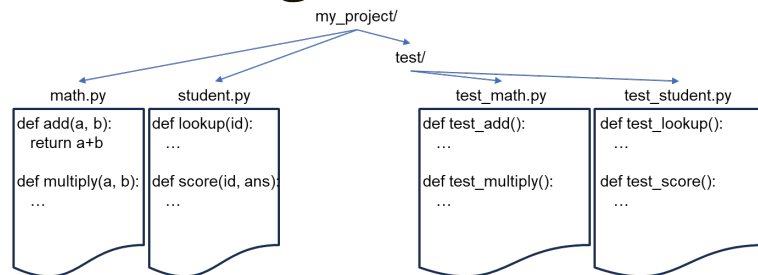 my_project/
test/
math.py
student.py
test_math.py
test_student.py
def add(a, b):
return a+b
def multiply(a, b):
…
def lookup(id):
…
def score(id, ans):
…
def test_add():
…
def test_multiply():
…
def test_lookup():
…
def test_score():
…